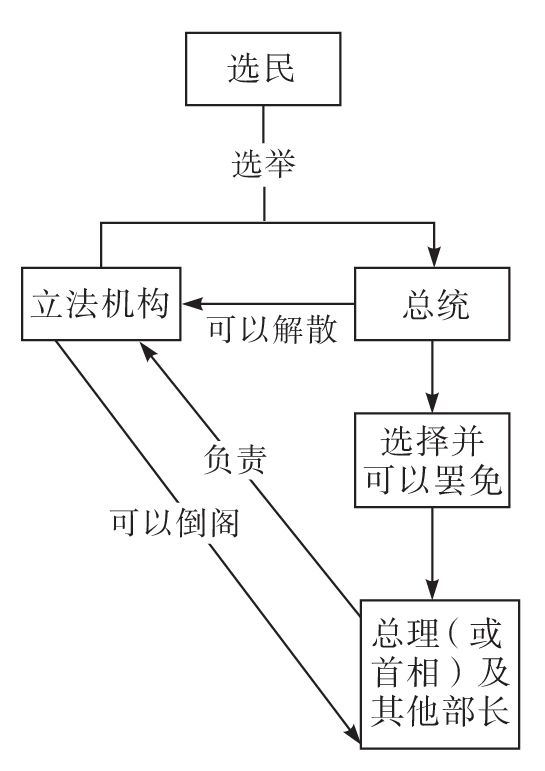 选民
选举
立法机构
总统
可以解散
选择并
可以罢免
负责
可以倒阁
总理（或
首相）及
其他部长